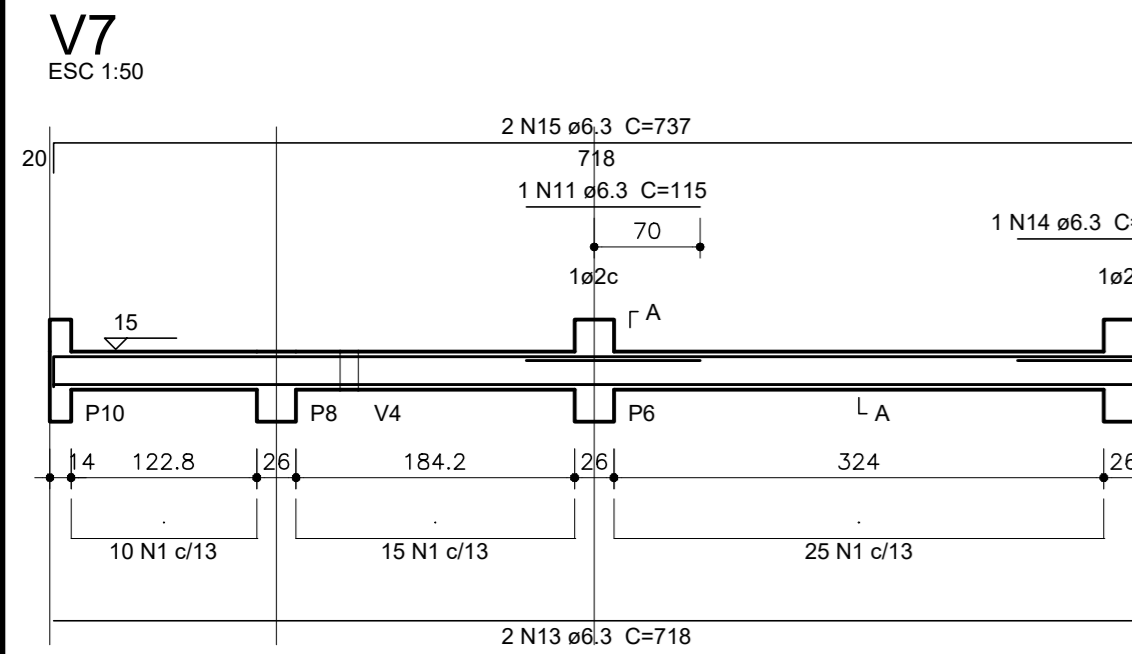 V7
ESC 1:50
2 N15 ø6.3 C=737
20
718
1 N11 ø6.3 C=115
70
1 N14 ø6.3 C=
1ø2c
1ø2
A
15
P10
P8
V4
P6
A
14
122.8
26
184.2
26
324
26
10 N1 c/13
15 N1 c/13
25 N1 c/13
2 N13 ø6.3 C=718